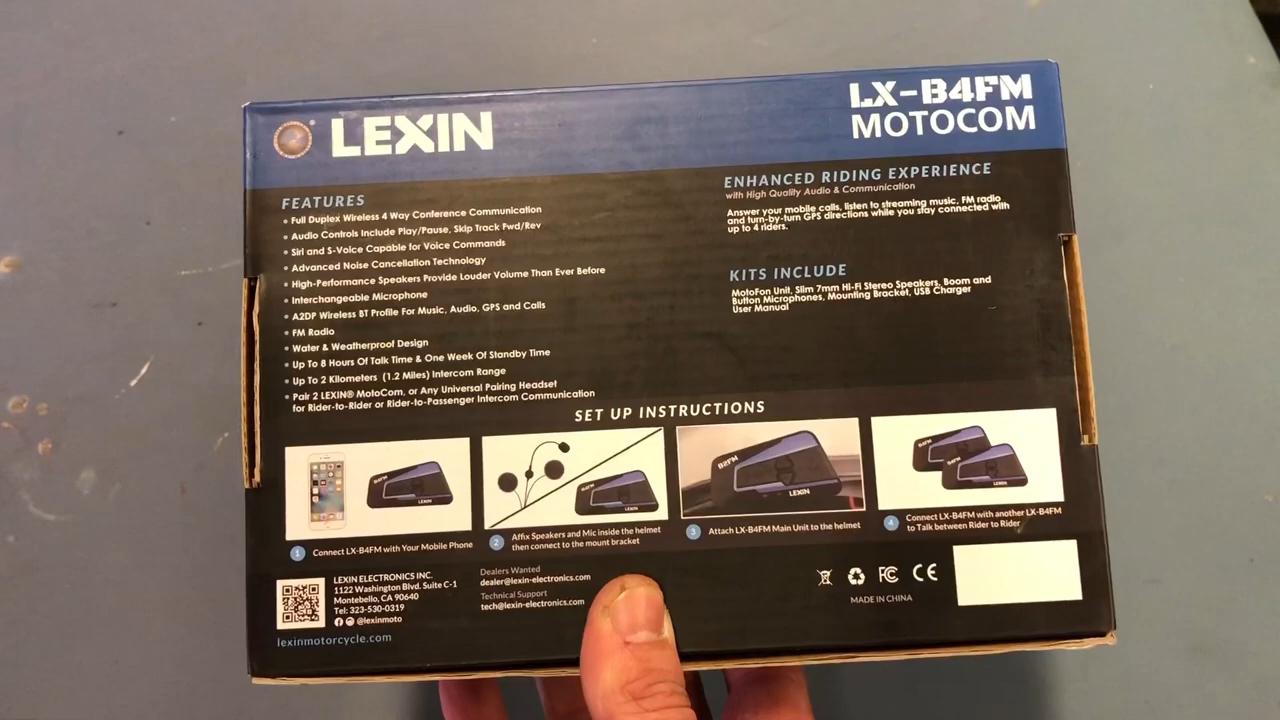 LEXIN
LX-B4FM
MOTOCOM
FEATURES
• Full Duplex Wireless 4 Way Conference Communication
• Audio Controls Include Play/Pause, Skip Track Fwd/Rev
• Siri and S-Voice Capable for Voice Commands
• Advanced Noise Cancellation Technology
• High-Performance Speakers Provide Louder Volume Than Ever Before
• Interchangeable Microphone
• A2DP Wireless BT Profile For Music, Audio, GPS and Calls
• FM Radio
• Water & Weatherproof Design
• Up To 8 Hours Of Talk Time & One Week Of Standby Time
• Up To 2 Kilometers (1.2 Miles) Intercom Range
• Pair 2 LEXIN® MotoCom, or Any Universal Pairing Headset
for Rider-to-Rider or Rider-to-Passenger Intercom Communication
ENHANCED RIDING EXPERIENCE
with High Quality Audio & Communication
Answer your mobile calls, listen to streaming music, FM radio
and turn-by-turn GPS directions while you stay connected with
up to 4 riders.
KITS INCLUDE
MotoFon Unit, Slim 7mm Hi-Fi Stereo Speakers, Boom and
Button Microphones, Mounting Bracket, USB Charger
User Manual
SET UP INSTRUCTIONS
B4FM
LEXIN
B4FM
LEXIN
B2FM
LEXIN
B4FM
B4FM
LEXIN
1 Connect LX-B4FM with Your Mobile Phone
2 Affix Speakers and Mic inside the helmet
then connect to the mount bracket
3 Attach LX-B4FM Main Unit to the helmet
4 Connect LX-B4FM with another LX-B4FM
to Talk between Rider to Rider
LEXIN ELECTRONICS INC.
1122 Washington Blvd. Suite C-1
Montebello, CA 90640
Tel: 323-530-0319
@lexinmoto
lexinmotorcycle.com
Dealers Wanted
dealer@lexin-electronics.com
Technical Support
tech@lexin-electronics.com
FC CE
MADE IN CHINA